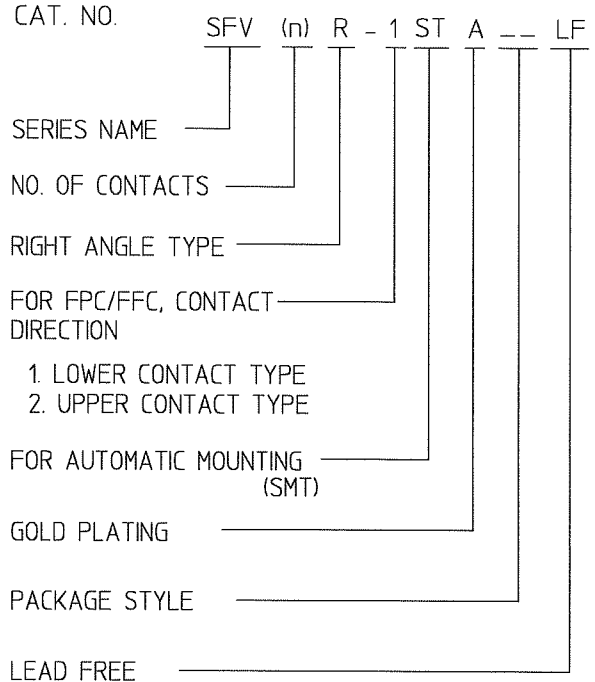 CAT. NO.
SFV (n) R - 1 ST A _ _ LF
SERIES NAME
NO. OF CONTACTS
RIGHT ANGLE TYPE
FOR FPC/FFC, CONTACT
DIRECTION
1. LOWER CONTACT TYPE
2. UPPER CONTACT TYPE
FOR AUTOMATIC MOUNTING
(SMT)
GOLD PLATING
PACKAGE STYLE
LEAD FREE